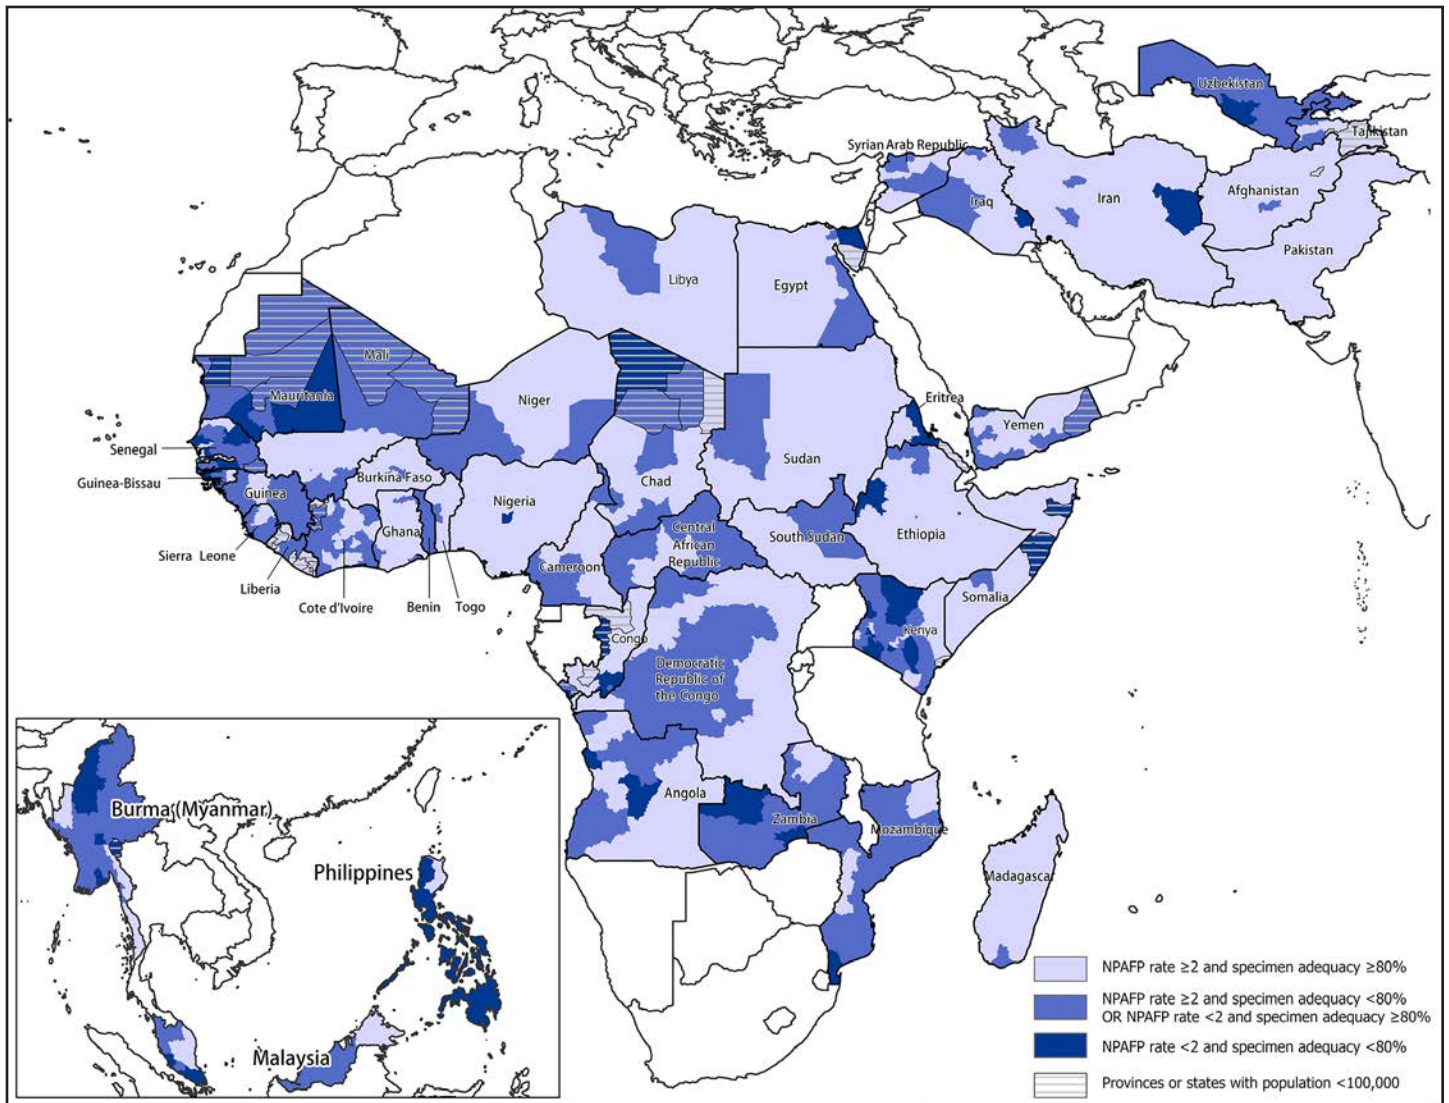 Uzbekistan
Tajikistan
Syrian Arab Republic
Afghanistan
Iraq
Iran
Pakistan
Libya
Egypt
Mali
Mauritania
Niger
Eritrea
Yemen
Senegal
Sudan
Burkina Faso
Chad
Guinea-Bissau
Guinea
Nigeria
Ghana
Central
African
Republic
South Sudan
Ethiopia
Sierra Leone
Cameroon
Liberia
Somalia
Cote d'Ivoire
Benin
Togo
Kenya
Congo
Democratic
Republic of
the Congo
Angola
Burma (Myanmar)
Zambia
Mozambique
Philippines
Madagascar
Malaysia
NPAFP rate ≥2 and specimen adequacy ≥80%
NPAFP rate ≥2 and specimen adequacy <80%
OR NPAFP rate <2 and specimen adequacy ≥80%
NPAFP rate <2 and specimen adequacy <80%
Provinces or states with population <100,000